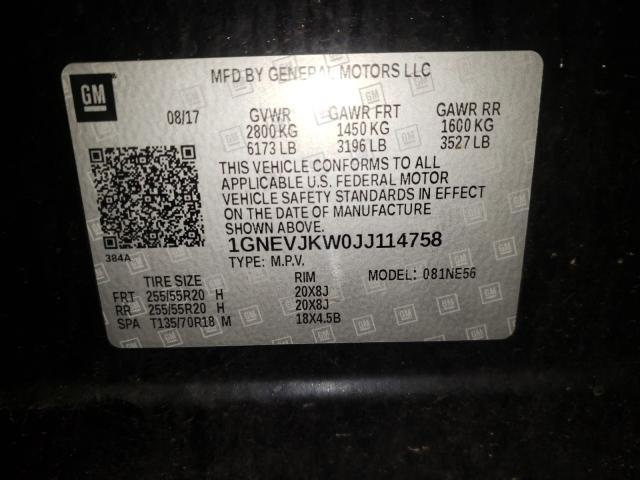 GM
MFD BY GENERAL MOTORS LLC
08/17 GVWR GAWR FRT GAWR RR
2800 KG 1450 KG 1600 KG
6173 LB 3196 LB 3527 LB
THIS VEHICLE CONFORMS TO ALL
APPLICABLE U.S. FEDERAL MOTOR
VEHICLE SAFETY STANDARDS IN EFFECT
ON THE DATE OF MANUFACTURE
1GNEVJKW0JJ114758
384A
TYPE: M.P.V. MODEL: 081NE56
TIRE SIZE RIM
FRT 255/55R20 H 20X8J
RR 255/55R20 H 20X8J
SPA T135/70R18 M 18X4.5B